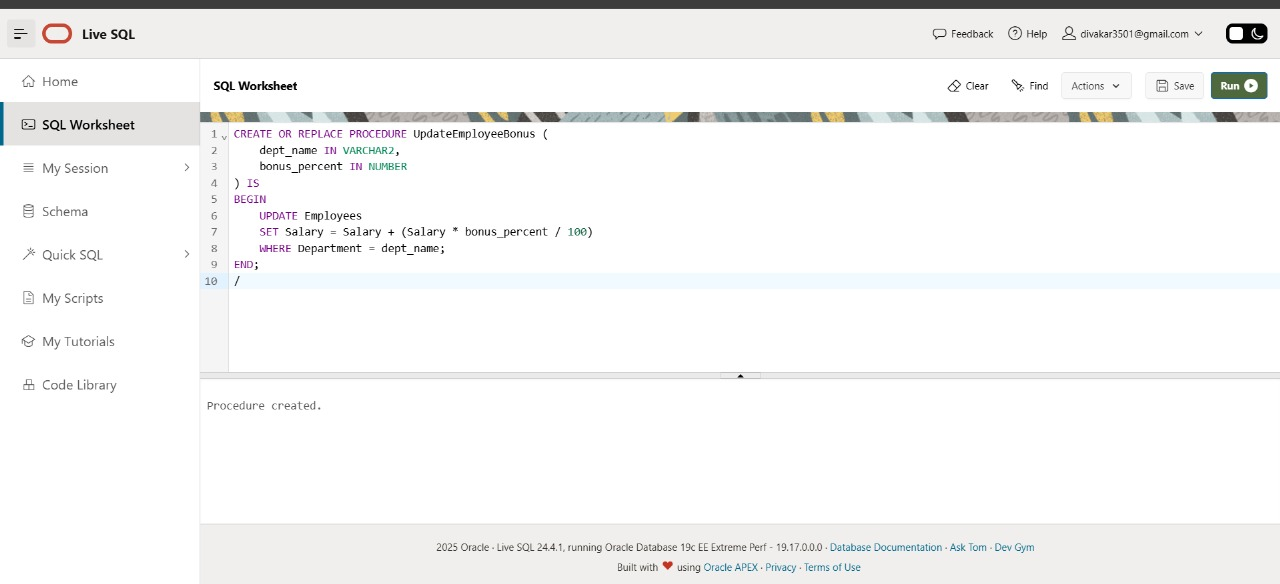 Live SQL
Feedback
Help
divakar3501@gmail.com
Home
SQL Worksheet
My Session
Schema
Quick SQL
My Scripts
My Tutorials
Code Library
SQL Worksheet
Clear
Find
Actions
Save
Run
1 CREATE OR REPLACE PROCEDURE UpdateEmployeeBonus (
2     dept_name IN VARCHAR2,
3     bonus_percent IN NUMBER
4 ) IS
5 BEGIN
6     UPDATE Employees
7     SET Salary = Salary + (Salary * bonus_percent / 100)
8     WHERE Department = dept_name;
9 END;
10 /
Procedure created.
2025 Oracle · Live SQL 24.4.1, running Oracle Database 19c EE Extreme Perf - 19.17.0.0.0 · Database Documentation · Ask Tom · Dev Gym
Built with ❤ using Oracle APEX · Privacy · Terms of Use